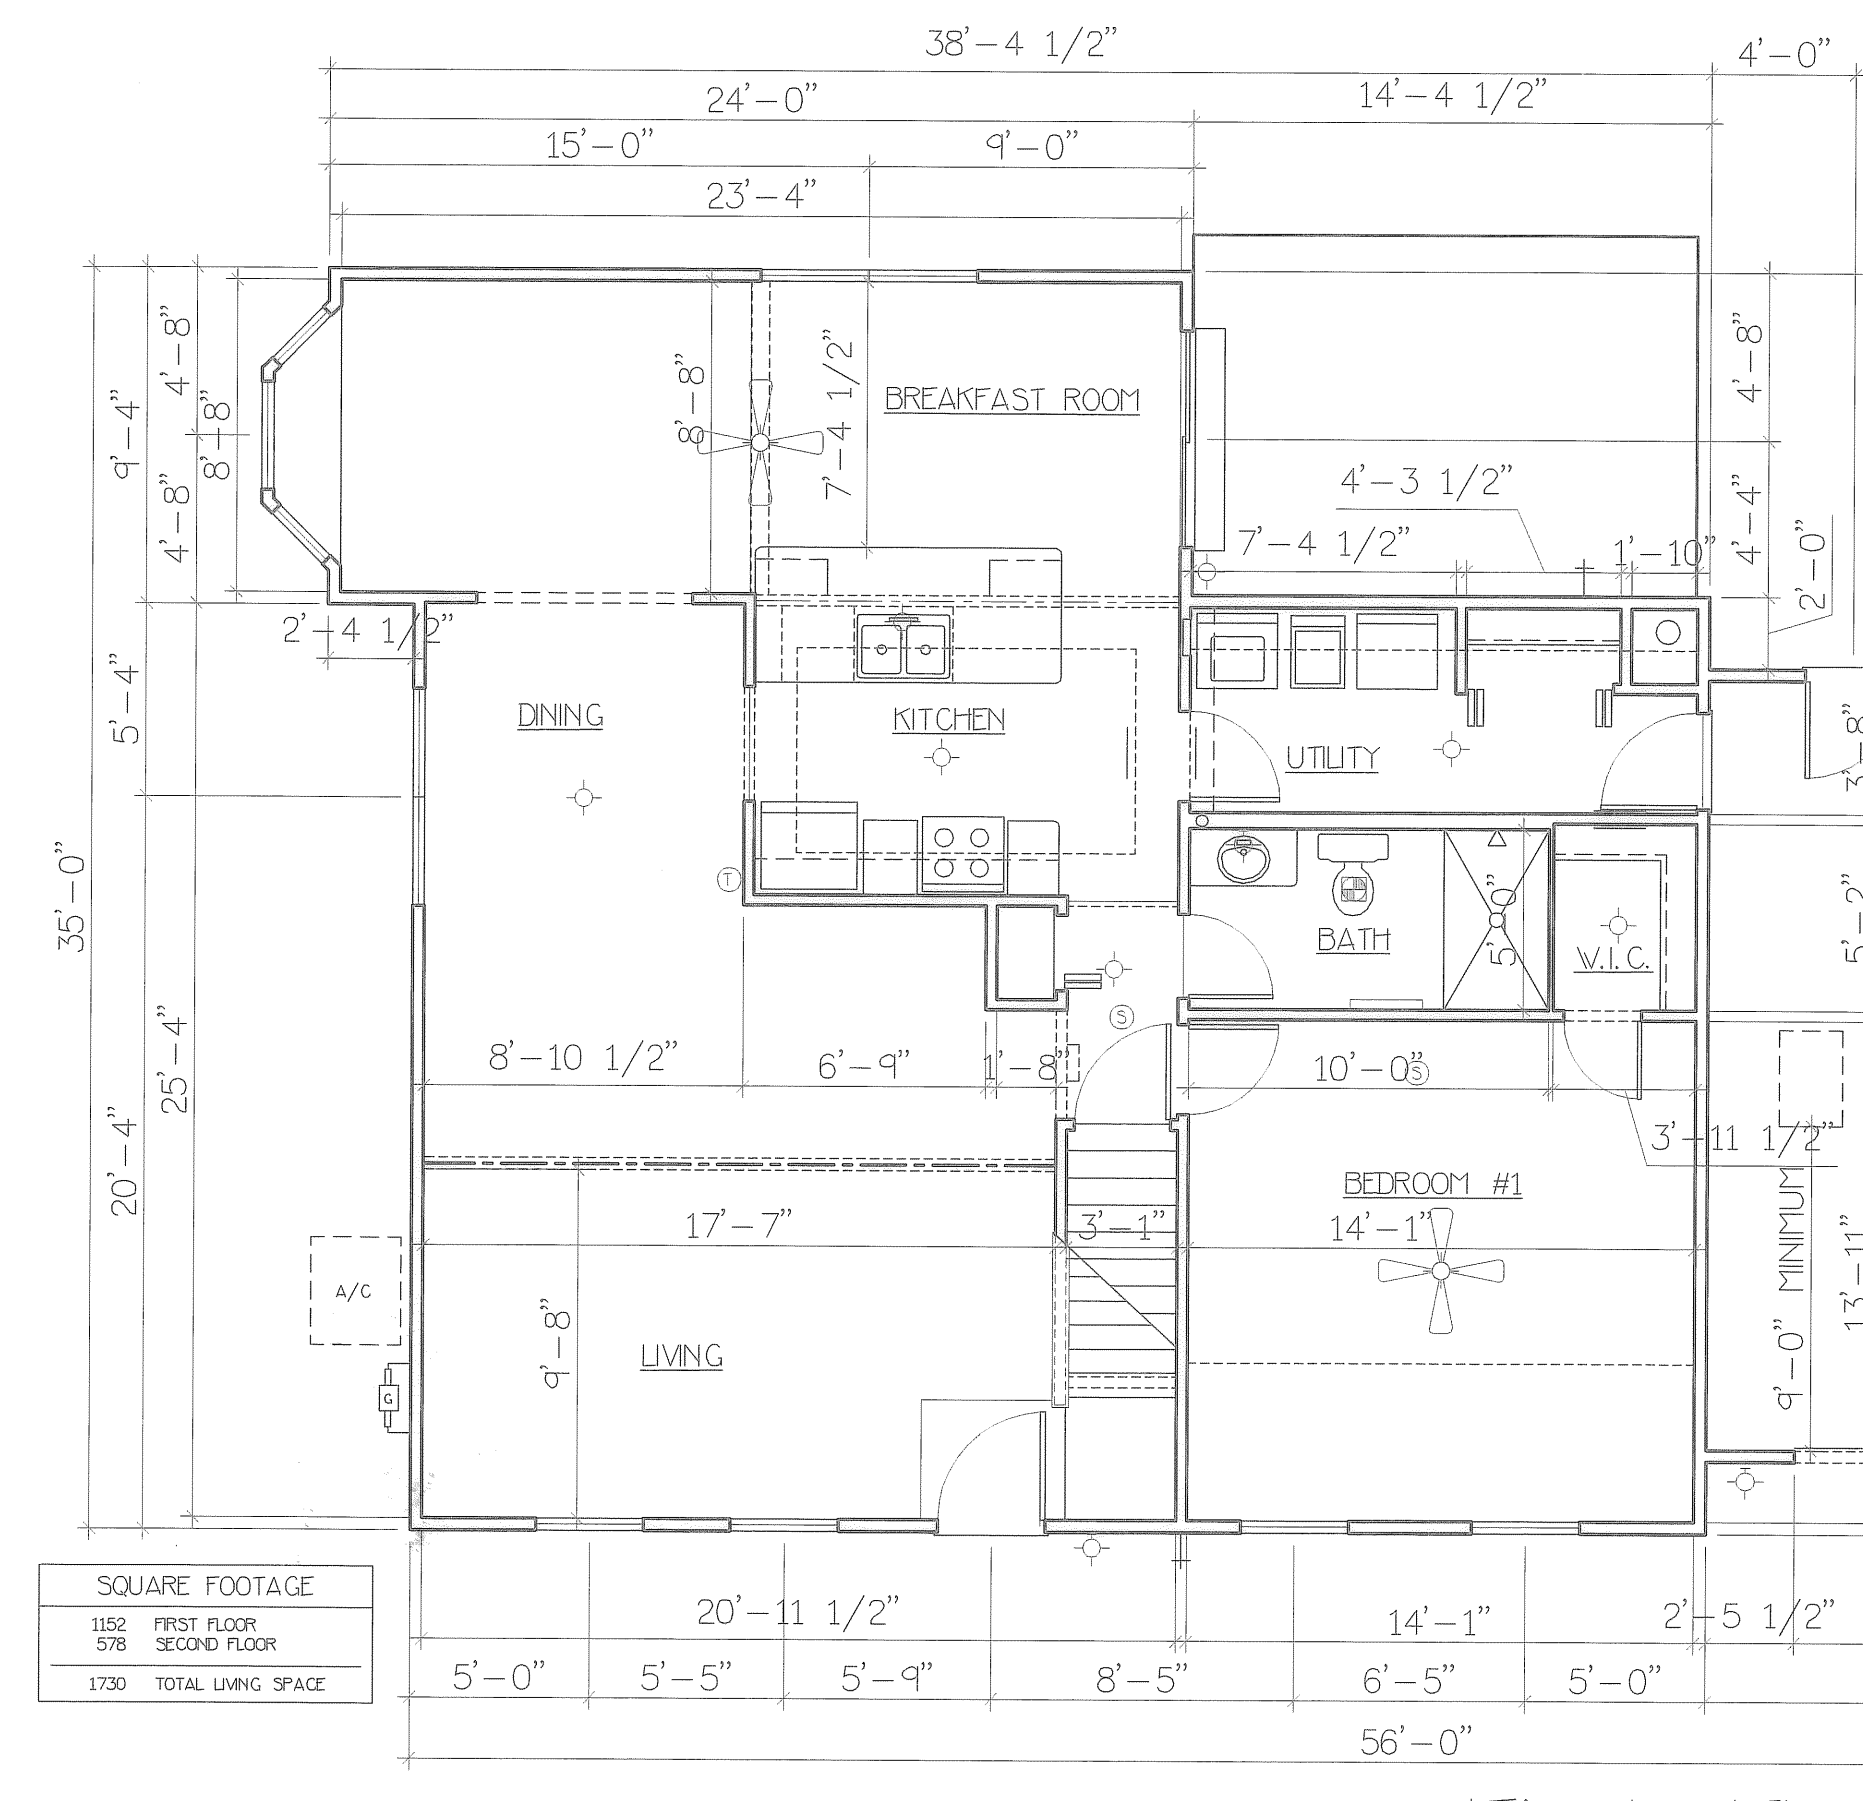 38'-4 1/2"
4'-0"
24'-0"
14'-4 1/2"
15'-0"
9'-0"
23'-4"
4'-8"
9'-4"
8'-8"
4'-8"
8'-8"
7'-4 1/2"
BREAKFAST ROOM
4'-8"
4'-3 1/2"
7'-4 1/2"
1'-10"
4'-4"
2'-0"
2'-4 1/2"
5'-4"
DINING
KITCHEN
UTILITY
3'-8"
T
35'-0"
BATH
5'-0"
W.I.C.
5'-2"
S
25'-4"
8'-10 1/2"
6'-9"
1'-8"
10'-0"
S
20'-4"
3'-11 1/2"
BEDROOM #1
17'-7"
3'-1"
14'-1"
9'-0" MINIMUM
13'-11"
A/C
9'-8"
LIVING
G
SQUARE FOOTAGE
1152 FIRST FLOOR
578 SECOND FLOOR
1730 TOTAL LIVING SPACE
20'-11 1/2"
14'-1"
2'-5 1/2"
5'-0"
5'-5"
5'-9"
8'-5"
6'-5"
5'-0"
56'-0"